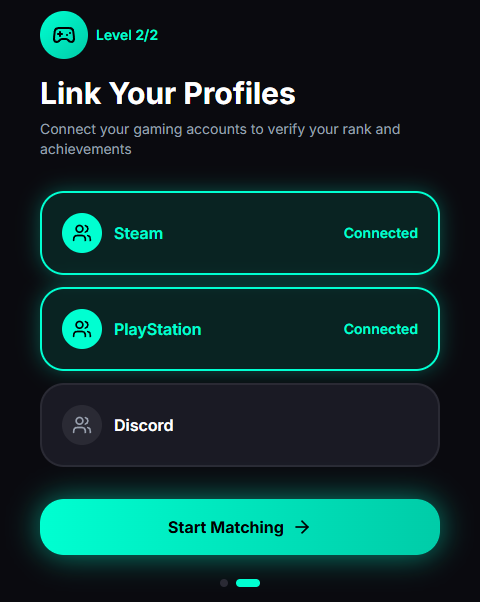 Level 2/2
Link Your Profiles
Connect your gaming accounts to verify your rank and
achievements
Steam Connected
PlayStation Connected
Discord
Start Matching →